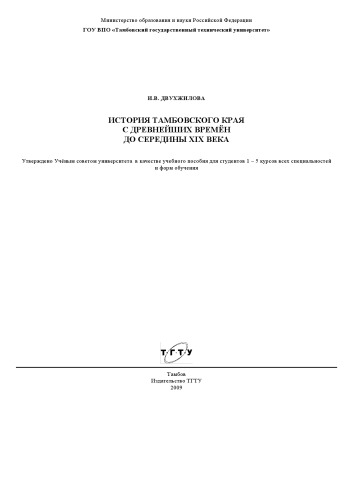 Министерство образования и науки Российской Федерации
ГОУ ВПО «Тамбовский государственный технический университет»
И.В. ДВУХЖИЛОВА
ИСТОРИЯ ТАМБОВСКОГО КРАЯ
С ДРЕВНЕЙШИХ ВРЕМЁН
ДО СЕРЕДИНЫ XIX ВЕКА
Утверждено Учёным советом университета в качестве учебного пособия для студентов 1 – 5 курсов всех специальностей
и форм обучения
ТГТУ
Тамбов
Издательство ТГТУ
2009